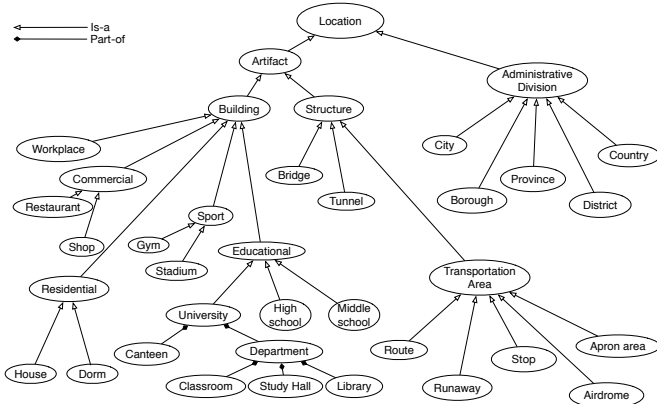 Is-a
Part-of
Location
Artifact
Administrative
Division
Building
Structure
Workplace
Commercial
Restaurant
Shop
Bridge
Tunnel
City
Borough
Province
District
Country
Sport
Gym
Stadium
Educational
Residential
Transportation
Area
University
High
school
Middle
school
Canteen
Department
House
Dorm
Classroom
Study Hall
Library
Route
Runaway
Stop
Apron area
Airdrome